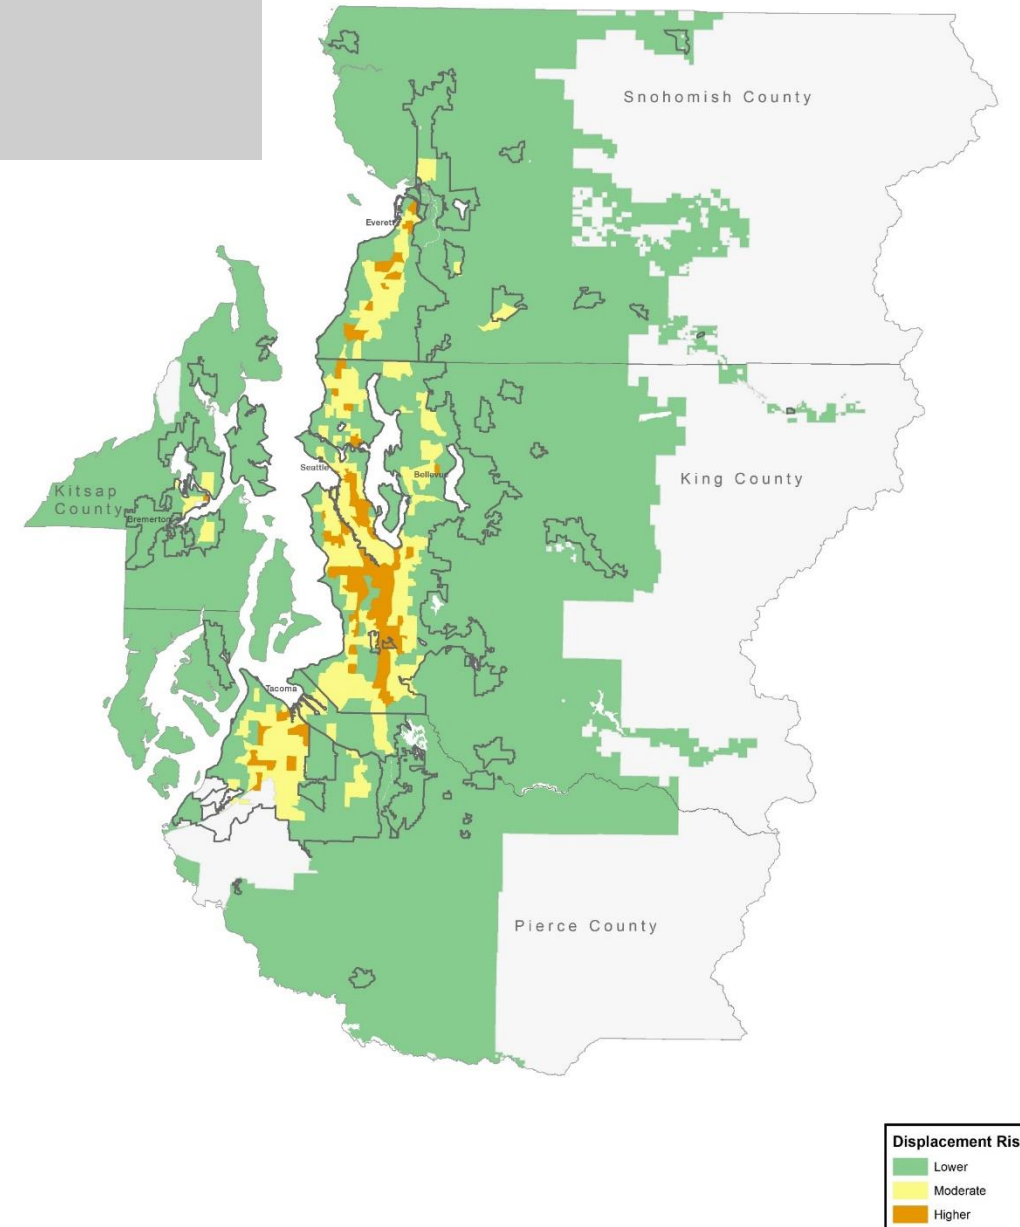 Snohomish County
Everett
Seattle
Bellevue
King County
Kitsap
County
Bremerton
Tacoma
Pierce County
Displacement Ris
Lower
Moderate
Higher